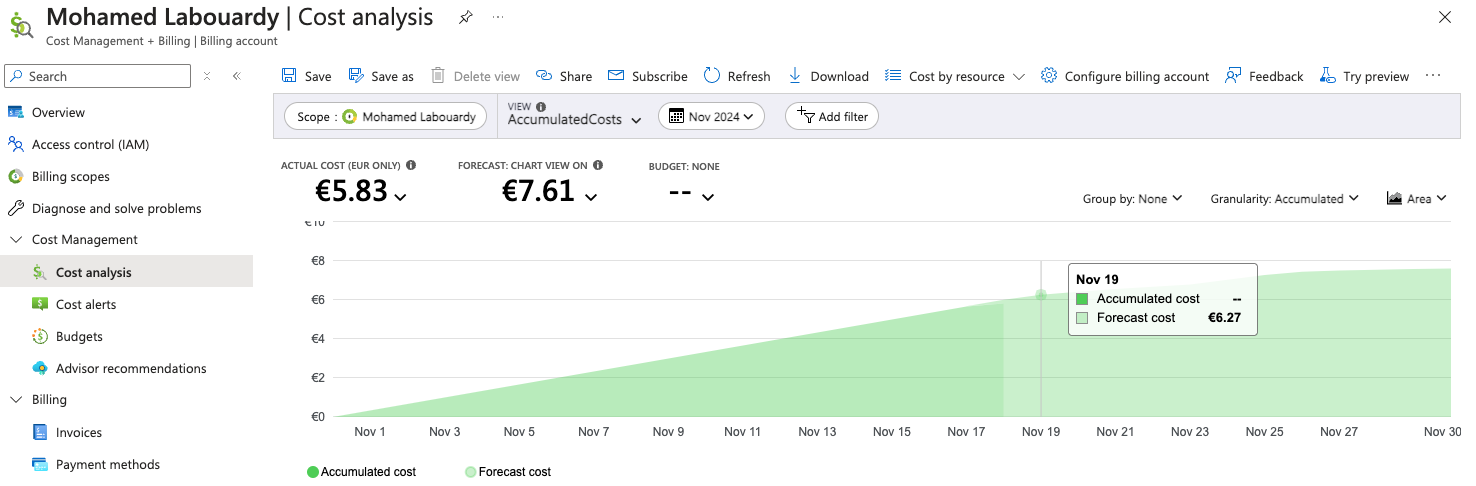 Mohamed Labouardy | Cost analysis
Cost Management + Billing | Billing account
Search
Overview
Access control (IAM)
Billing scopes
Diagnose and solve problems
Cost Management
Cost analysis
Cost alerts
Budgets
Advisor recommendations
Billing
Invoices
Payment methods
Save Save as Delete view Share Subscribe Refresh Download Cost by resource Configure billing account Feedback Try preview
Scope : Mohamed Labouardy
VIEW
AccumulatedCosts
Nov 2024
Add filter
ACTUAL COST (EUR ONLY) FORECAST: CHART VIEW ON BUDGET: NONE
€5.83 €7.61 --
Group by: None Granularity: Accumulated Area
€10
€8
€6
€4
€2
€0
Nov 19
Accumulated cost --
Forecast cost €6.27
Nov 1 Nov 3 Nov 5 Nov 7 Nov 9 Nov 11 Nov 13 Nov 15 Nov 17 Nov 19 Nov 21 Nov 23 Nov 25 Nov 27 Nov 30
Accumulated cost Forecast cost